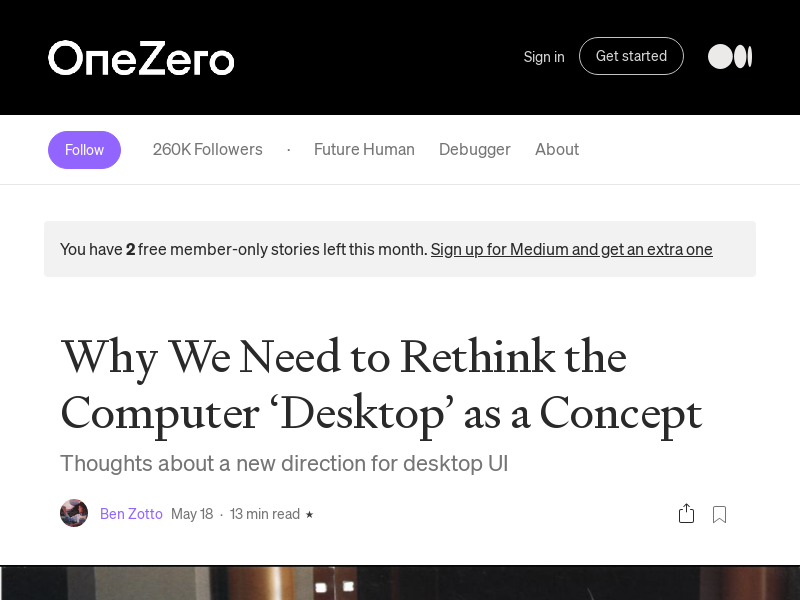 OneZero
Sign in
Get started
Follow
260K Followers
·
Future Human
Debugger
About
You have 2 free member-only stories left this month. Sign up for Medium and get an extra one
Why We Need to Rethink the
Computer ‘Desktop’ as a Concept
Thoughts about a new direction for desktop UI
Ben Zotto May 18 · 13 min read ★